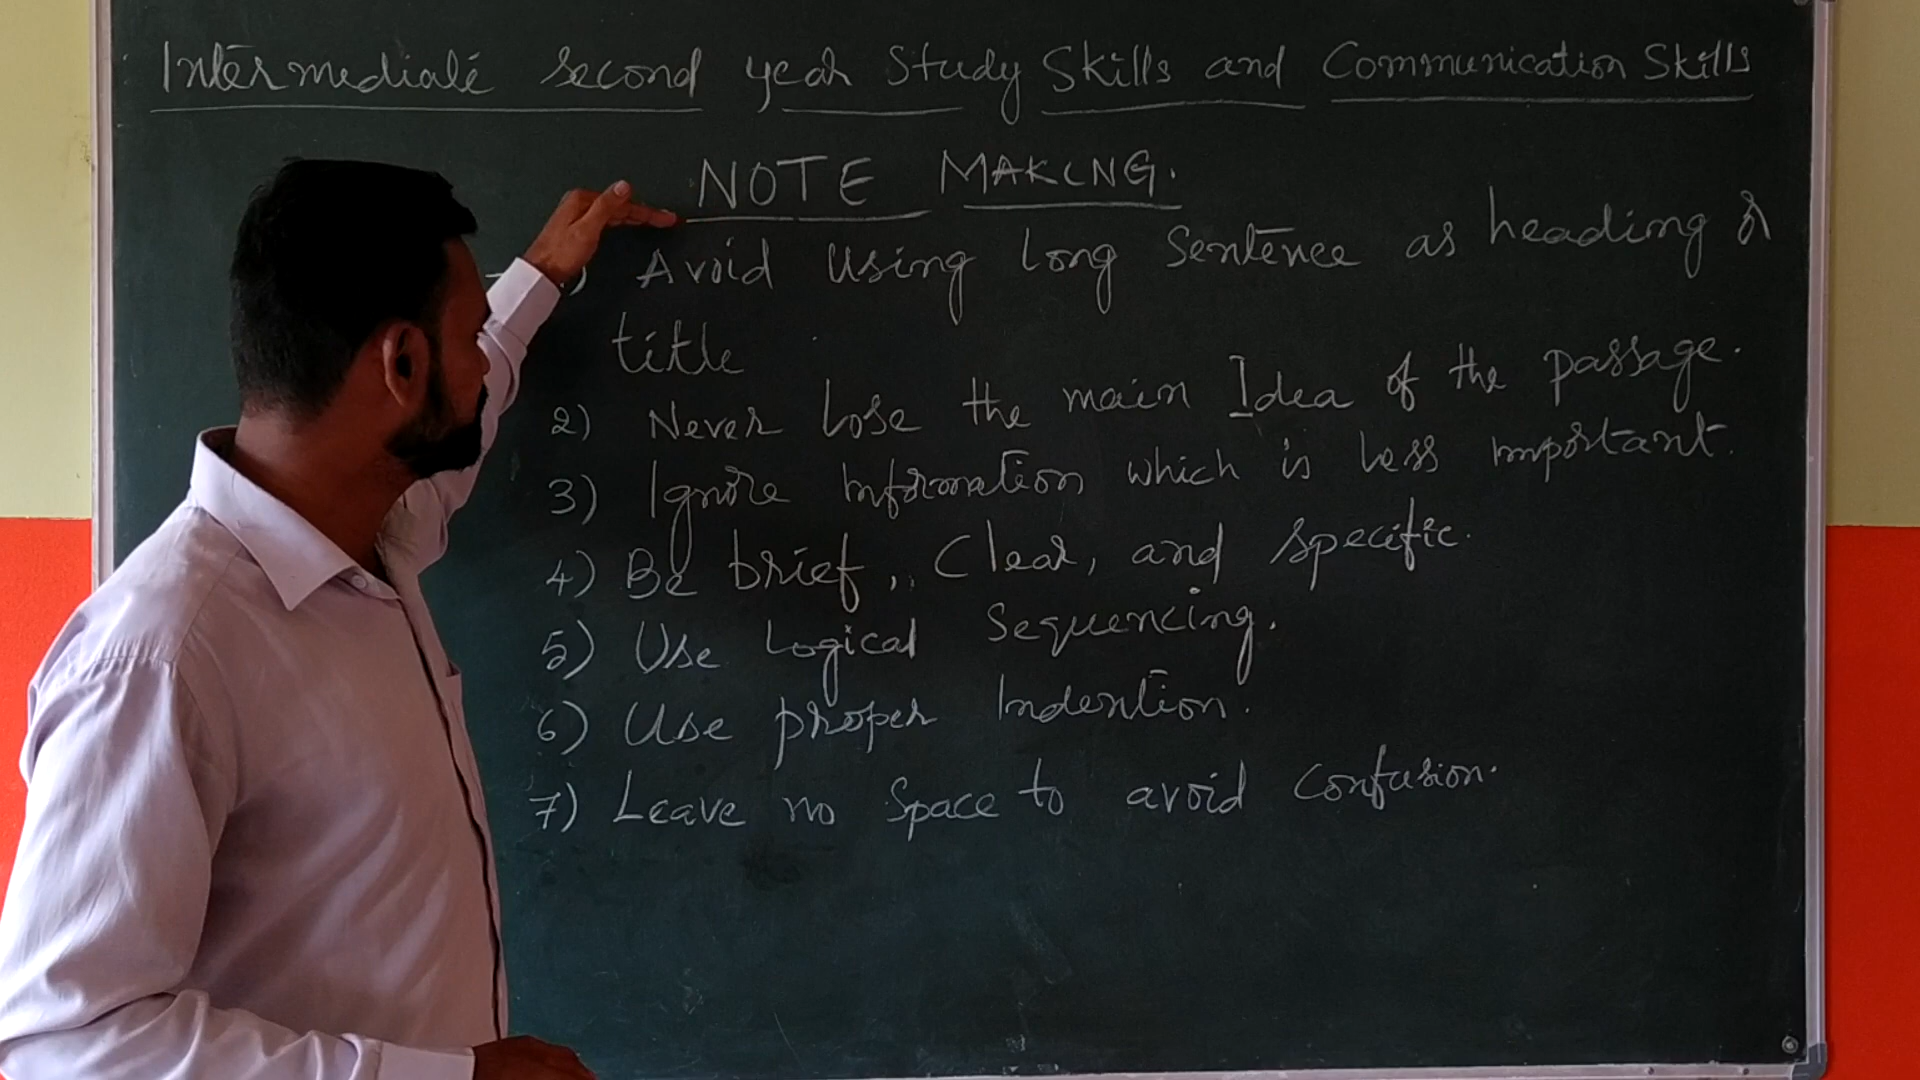 Intermediate second year Study Skills and Communication Skills
NOTE MAKING.
1) Avoid Using Long Sentence as heading or
title
2) Never lose the main Idea of the passage.
3) Ignore Information which is less important.
4) Be brief, Clear, and specific.
5) Use Logical Sequencing.
6) Use proper Indention.
7) Leave no Space to avoid confusion.